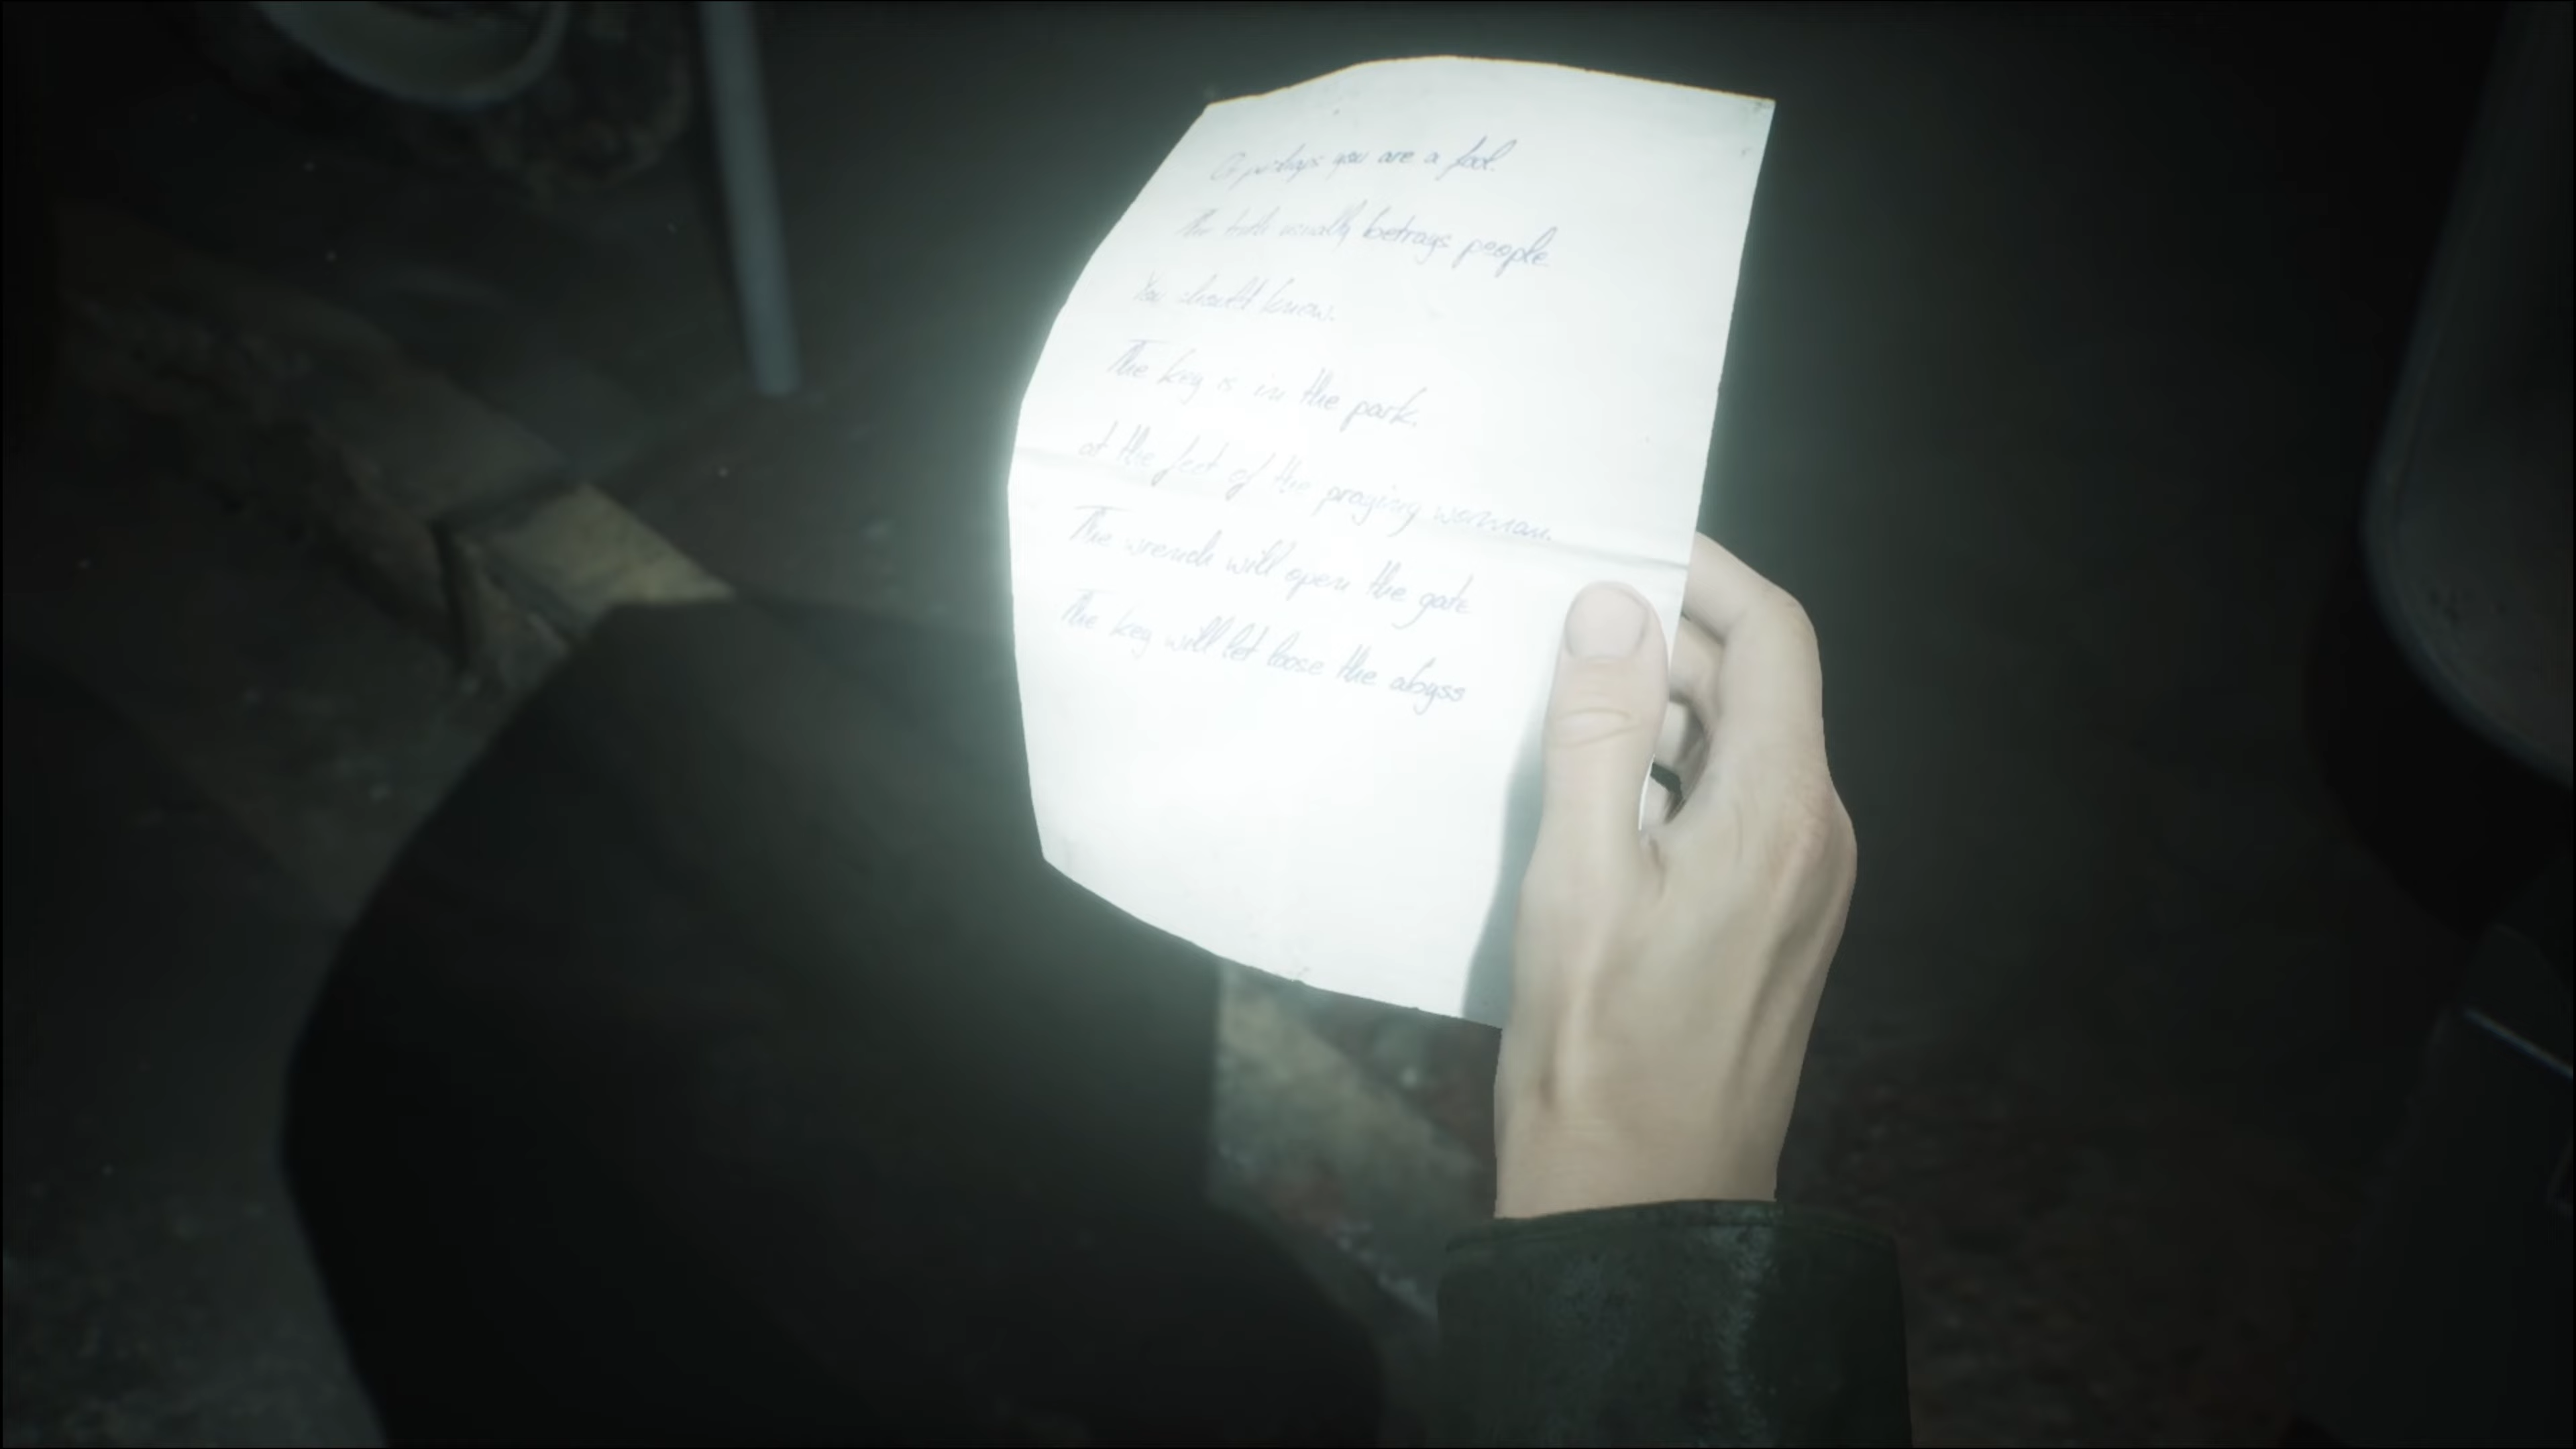 Or perhaps you are a fool.
The truth usually betrays people
You should know.
The key is in the park.
at the feet of the praying woman.
The wrench will open the gate
The key will let loose the abyss